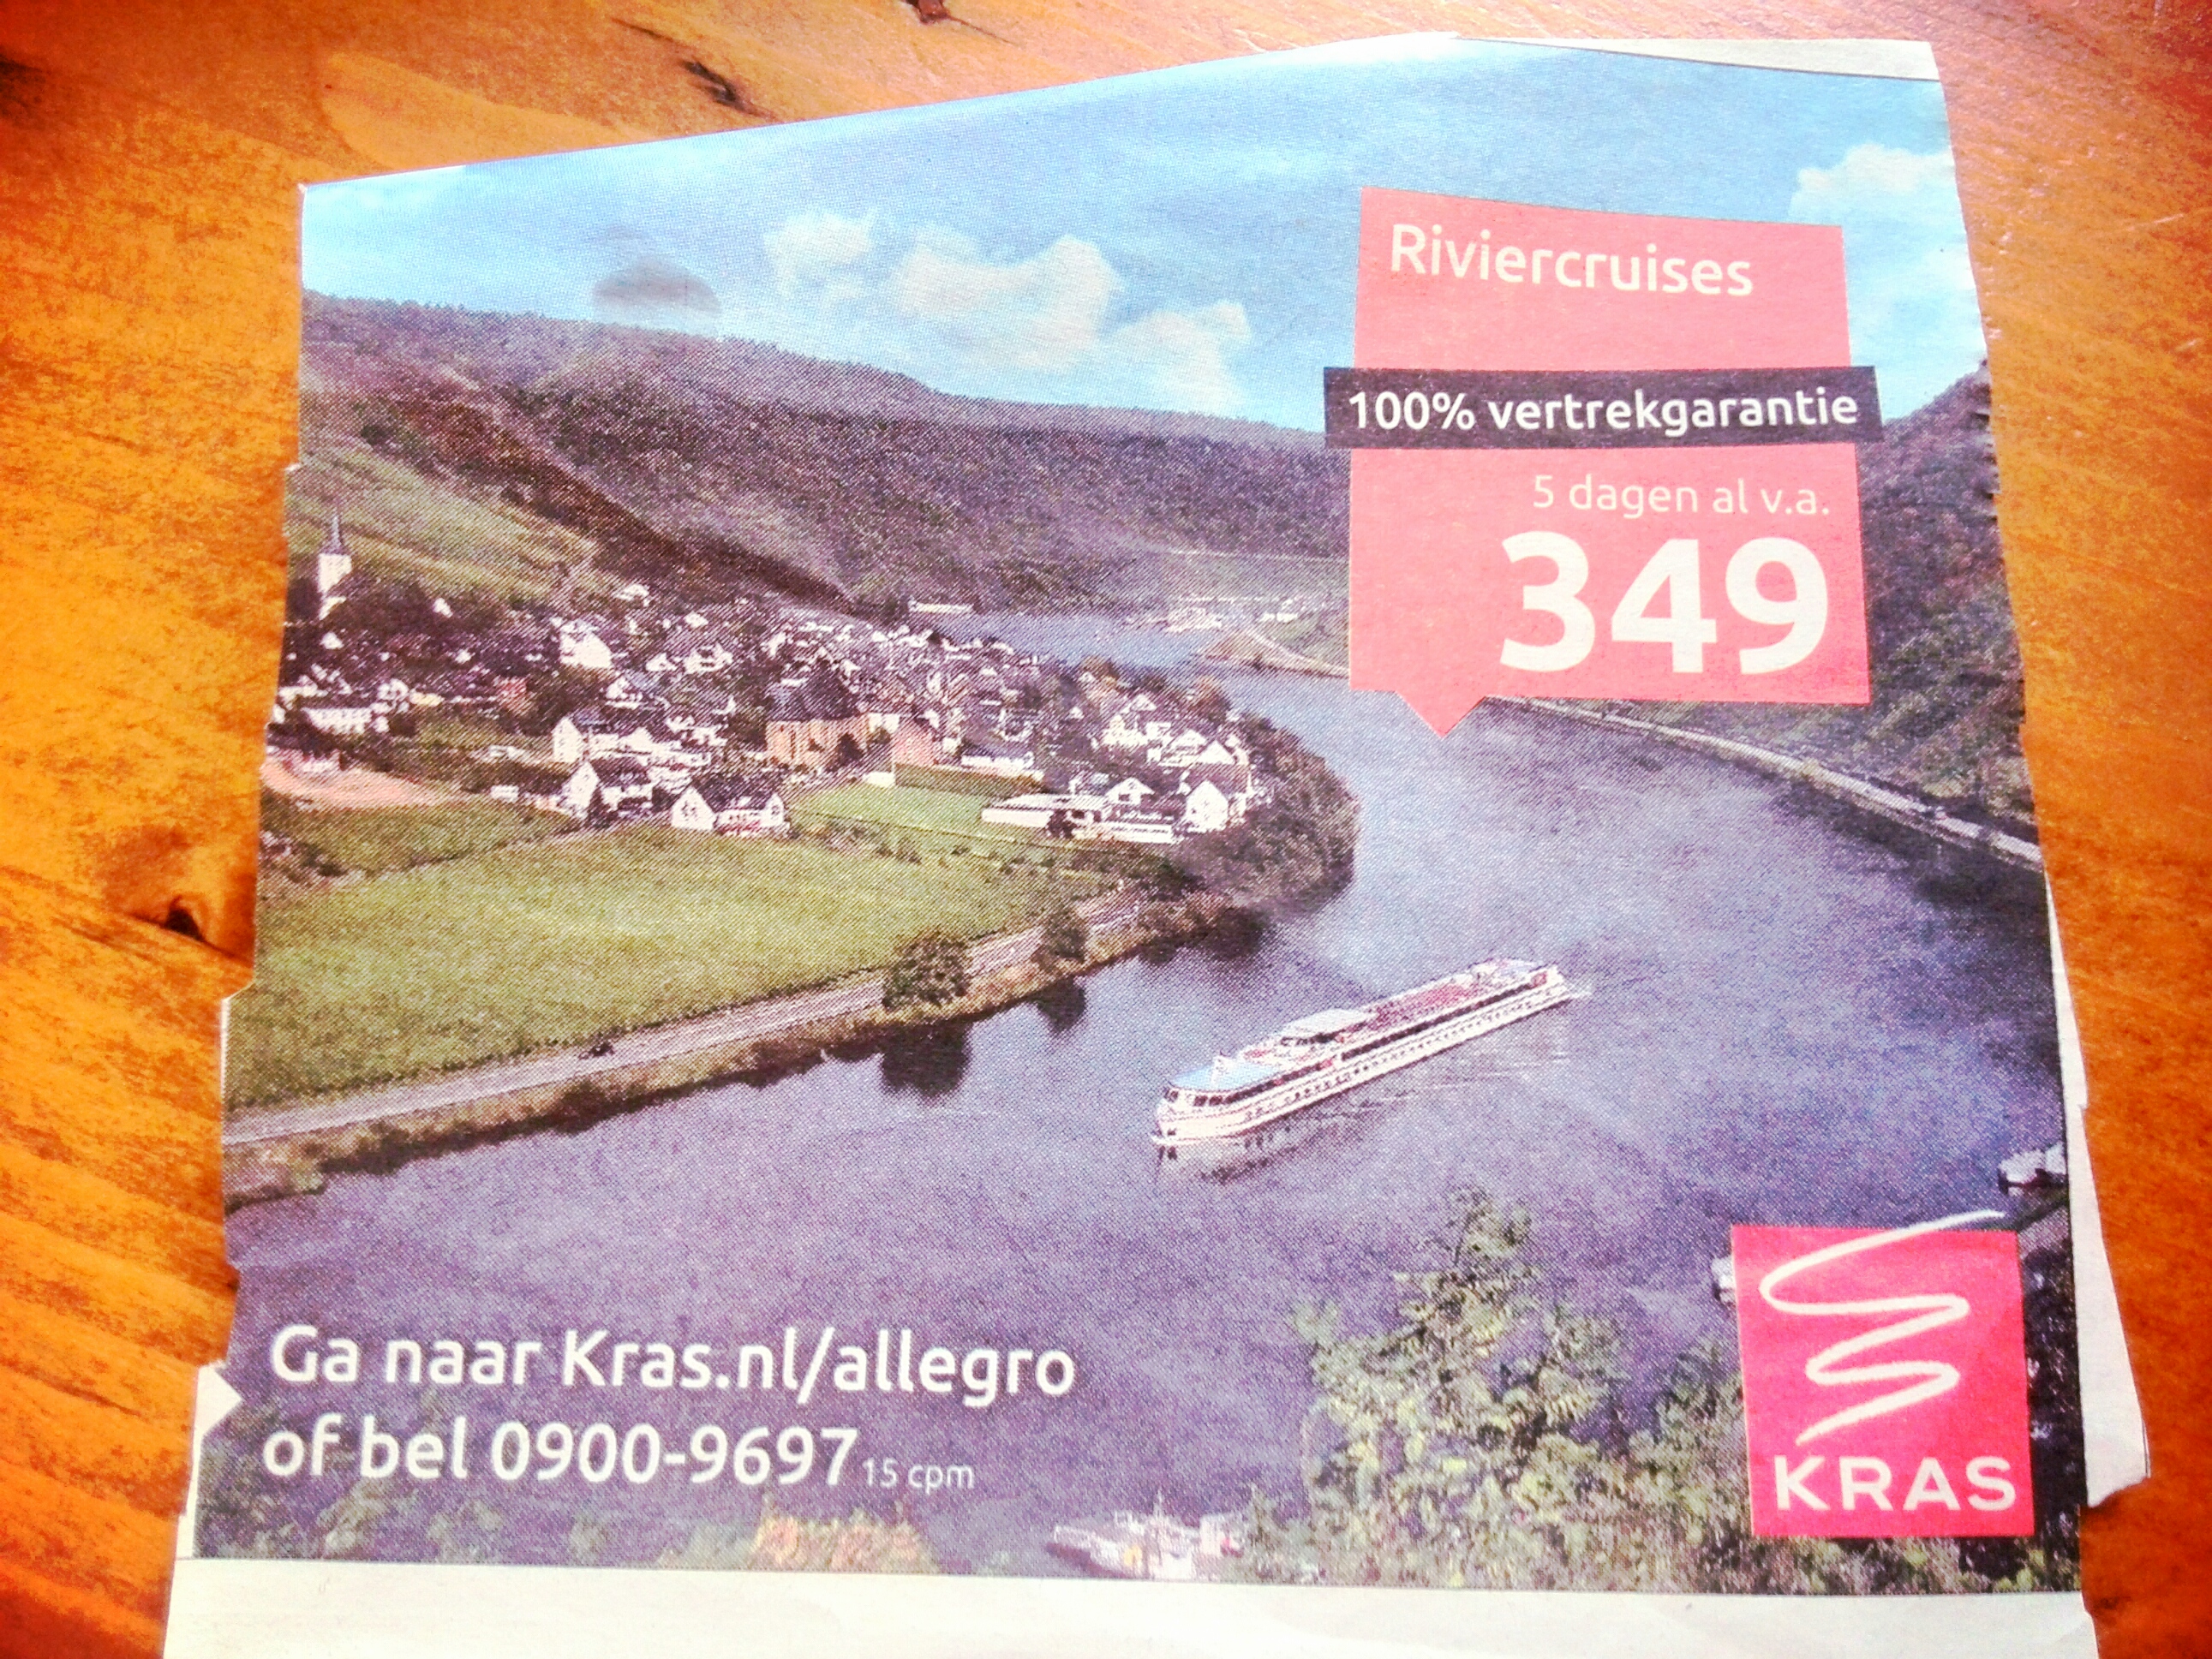 Riviercruises
100% vertrekgarantie
5 dagen al v.a.
349
Ga naar Kras.nl/allegro
of bel 0900-9697 15 cpm
KRAS